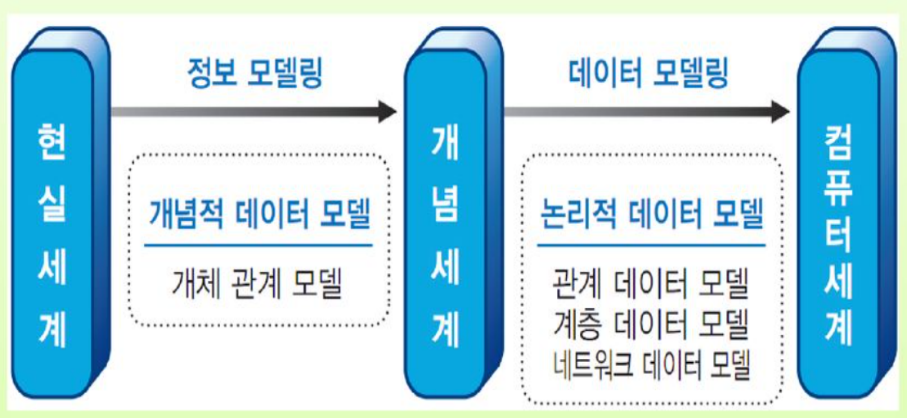 현실세계
정보 모델링
개념적 데이터 모델
개체 관계 모델
개념세계
데이터 모델링
논리적 데이터 모델
관계 데이터 모델
계층 데이터 모델
네트워크 데이터 모델
컴퓨터세계